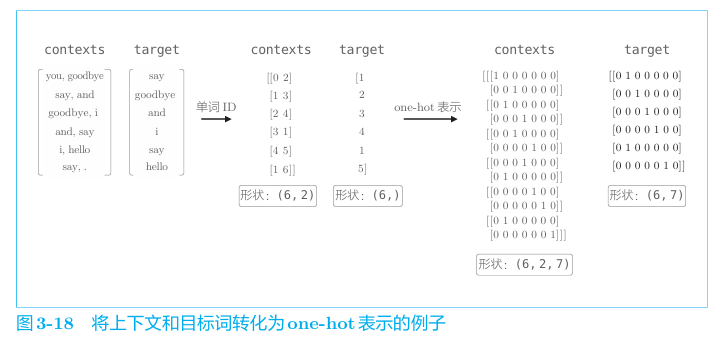 contexts target contexts target contexts target
you, goodbye say [[0 2] [1 [[[1 0 0 0 0 0 0] [[0 1 0 0 0 0 0]
say, and goodbye [1 3] 2 [0 0 1 0 0 0 0]] [0 0 1 0 0 0 0]
goodbye, i and [2 4] 3 [[0 1 0 0 0 0 0] [0 0 0 1 0 0 0]
and, say i [3 1] 4 [0 0 0 1 0 0 0]] [0 0 0 0 1 0 0]
i, hello say [4 5] 1 [[0 0 1 0 0 0 0] [0 1 0 0 0 0 0]
say, . hello [1 6]] 5] [0 0 0 0 1 0 0]] [0 0 0 0 0 1 0]]
单词 ID one-hot 表示
[[0 0 0 1 0 0 0]
[0 1 0 0 0 0 0]]
[[0 0 0 0 1 0 0]
[0 0 0 0 0 1 0]]
[[0 1 0 0 0 0 0]
[0 0 0 0 0 0 1]]]
形状：(6, 2) 形状：(6,) 形状：(6, 2, 7) 形状：(6, 7)
图 3-18 将上下文和目标词转化为 one-hot 表示的例子